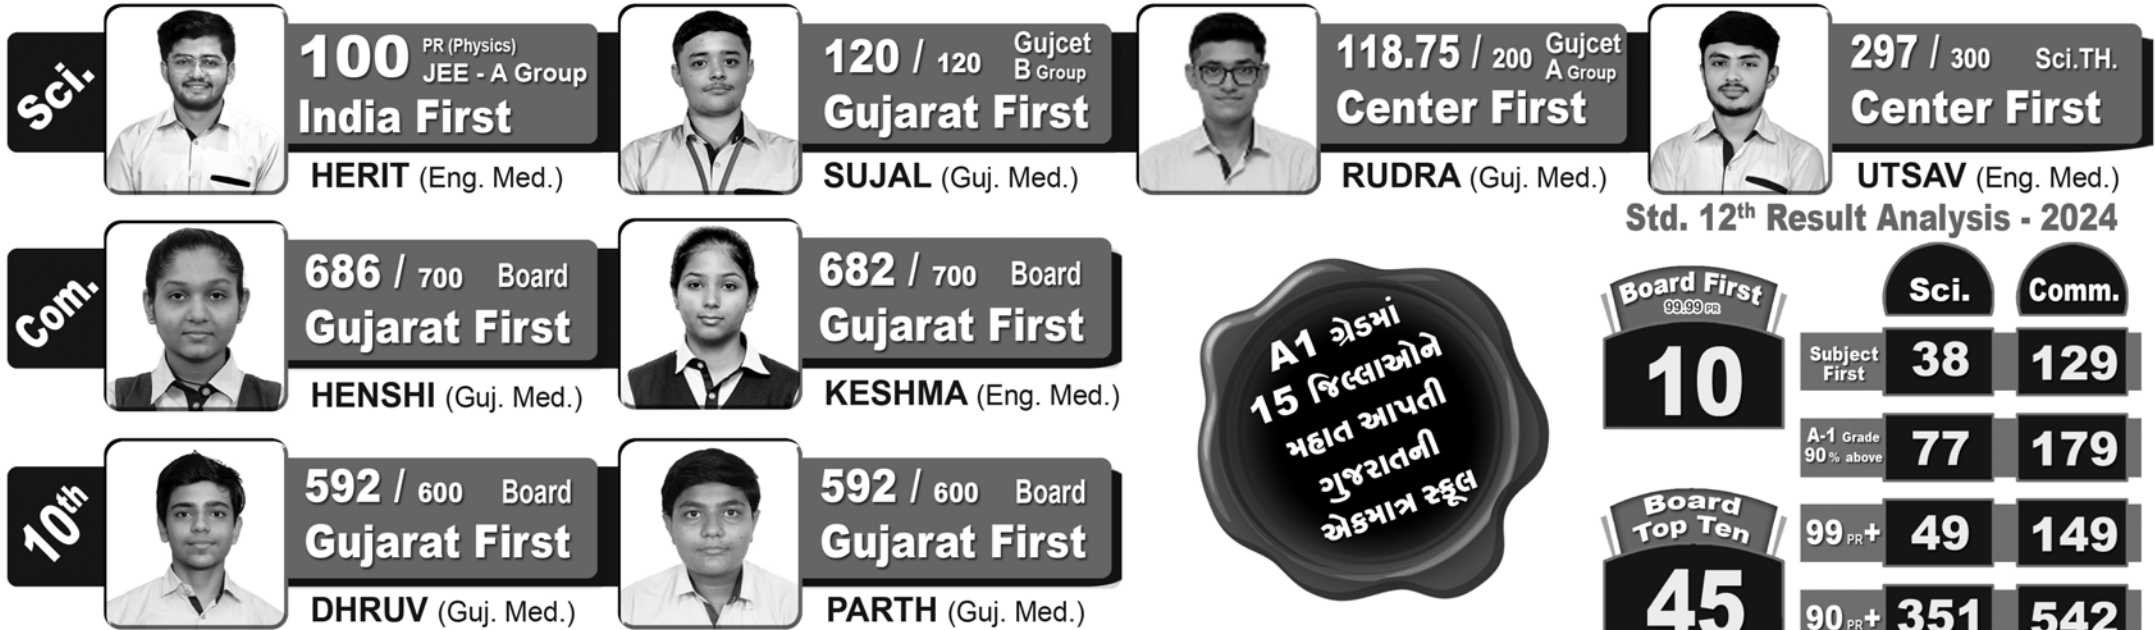 Sci.
100 PR (Physics) JEE - A Group
India First
HERIT (Eng. Med.)
120 / 120 Gujcet B Group
Gujarat First
SUJAL (Guj. Med.)
118.75 / 200 Gujcet A Group
Center First
RUDRA (Guj. Med.)
297 / 300 Sci.TH.
Center First
UTSAV (Eng. Med.)
Com.
686 / 700 Board
Gujarat First
HENSHI (Guj. Med.)
682 / 700 Board
Gujarat First
KESHMA (Eng. Med.)
10th
592 / 600 Board
Gujarat First
DHRUV (Guj. Med.)
592 / 600 Board
Gujarat First
PARTH (Guj. Med.)
A1 ગ્રેડમાં
15 જિલ્લાઓને
મહાત આપતી
ગુજરાતની
એકમાત્ર સ્કૂલ
Std. 12th Result Analysis - 2024
Board First
99.99 PR
10
Board
Top Ten
45
Sci. Comm.
Subject First 38 129
A-1 Grade 90% above 77 179
99 PR+ 49 149
90 PR+ 351 542